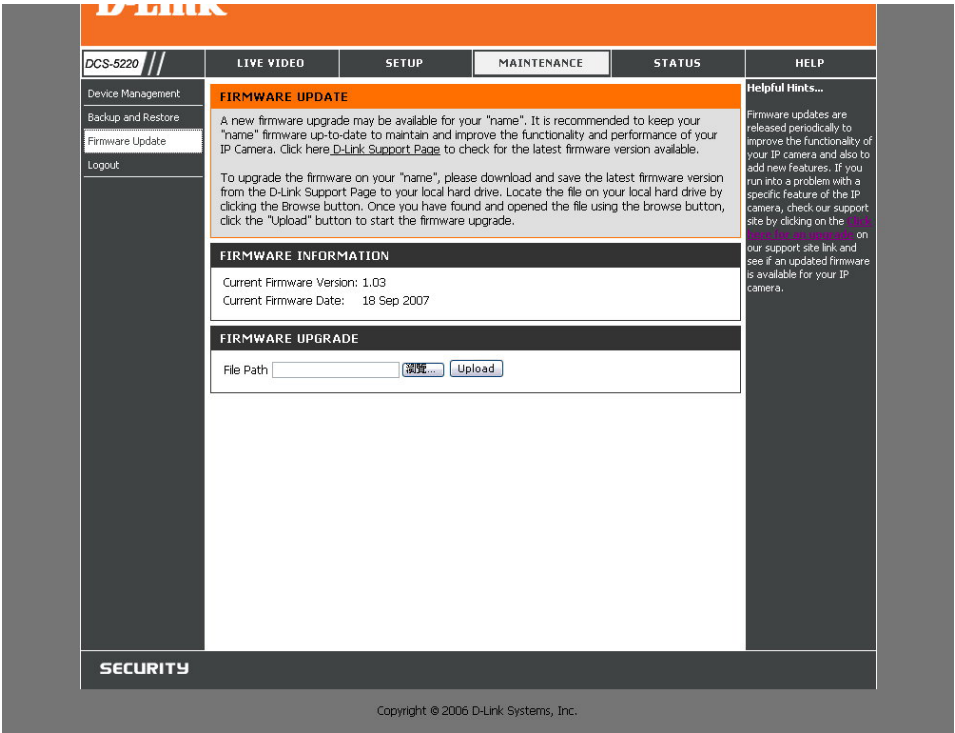 D-Link
DCS-5220
LIVE VIDEO
SETUP
MAINTENANCE
STATUS
HELP
Device Management
Backup and Restore
Firmware Update
Logout
FIRMWARE UPDATE
A new firmware upgrade may be available for your "name". It is recommended to keep your
"name" firmware up-to-date to maintain and improve the functionality and performance of your
IP Camera. Click here D-Link Support Page to check for the latest firmware version available.
To upgrade the firmware on your "name", please download and save the latest firmware version
from the D-Link Support Page to your local hard drive. Locate the file on your local hard drive by
clicking the Browse button. Once you have found and opened the file using the browse button,
click the "Upload" button to start the firmware upgrade.
FIRMWARE INFORMATION
Current Firmware Version: 1.03
Current Firmware Date: 18 Sep 2007
FIRMWARE UPGRADE
File Path
瀏覽...
Upload
Helpful Hints...
Firmware updates are
released periodically to
improve the functionality of
your IP camera and also to
add new features. If you
run into a problem with a
specific feature of the IP
camera, check our support
site by clicking on the Click
here for an upgrade on
our support site link and
see if an updated firmware
is available for your IP
camera.
SECURITY
Copyright © 2006 D-Link Systems, Inc.